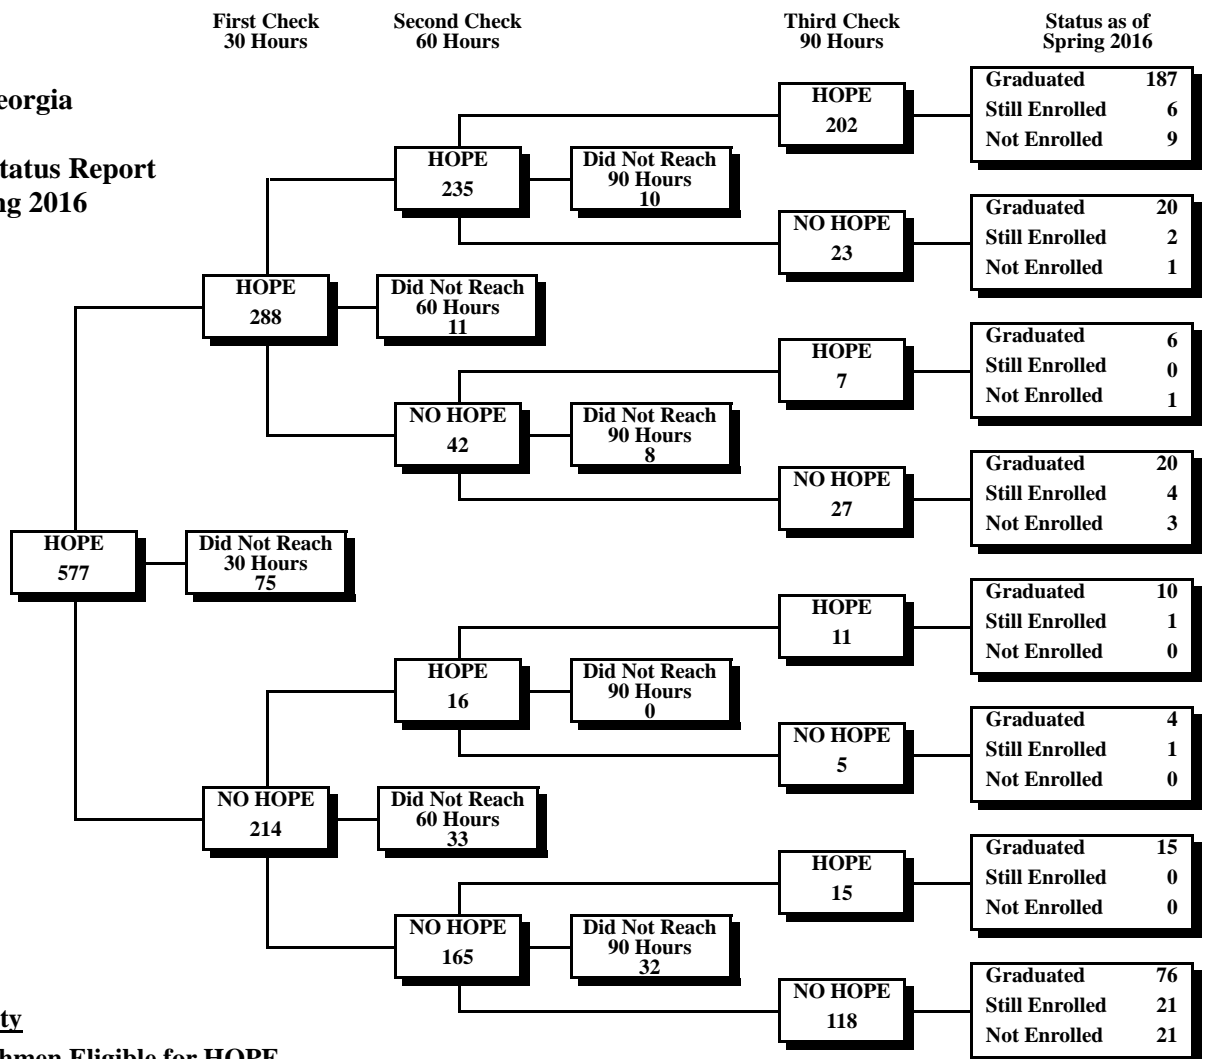 First Check
30 Hours
Second Check
60 Hours
Third Check
90 Hours
Status as of
Spring 2016
eorgia
tatus Report
ng 2016
HOPE
577
Did Not Reach
30 Hours
75
HOPE
288
Did Not Reach
60 Hours
11
HOPE
235
Did Not Reach
90 Hours
10
HOPE
202
Graduated 187
Still Enrolled 6
Not Enrolled 9
NO HOPE
23
Graduated 20
Still Enrolled 2
Not Enrolled 1
NO HOPE
42
Did Not Reach
90 Hours
8
HOPE
7
Graduated 6
Still Enrolled 0
Not Enrolled 1
NO HOPE
27
Graduated 20
Still Enrolled 4
Not Enrolled 3
NO HOPE
214
Did Not Reach
60 Hours
33
HOPE
16
Did Not Reach
90 Hours
0
HOPE
11
Graduated 10
Still Enrolled 1
Not Enrolled 0
NO HOPE
5
Graduated 4
Still Enrolled 1
Not Enrolled 0
NO HOPE
165
Did Not Reach
90 Hours
32
HOPE
15
Graduated 15
Still Enrolled 0
Not Enrolled 0
NO HOPE
118
Graduated 76
Still Enrolled 21
Not Enrolled 21
ty
hmen Eligible for HOPE